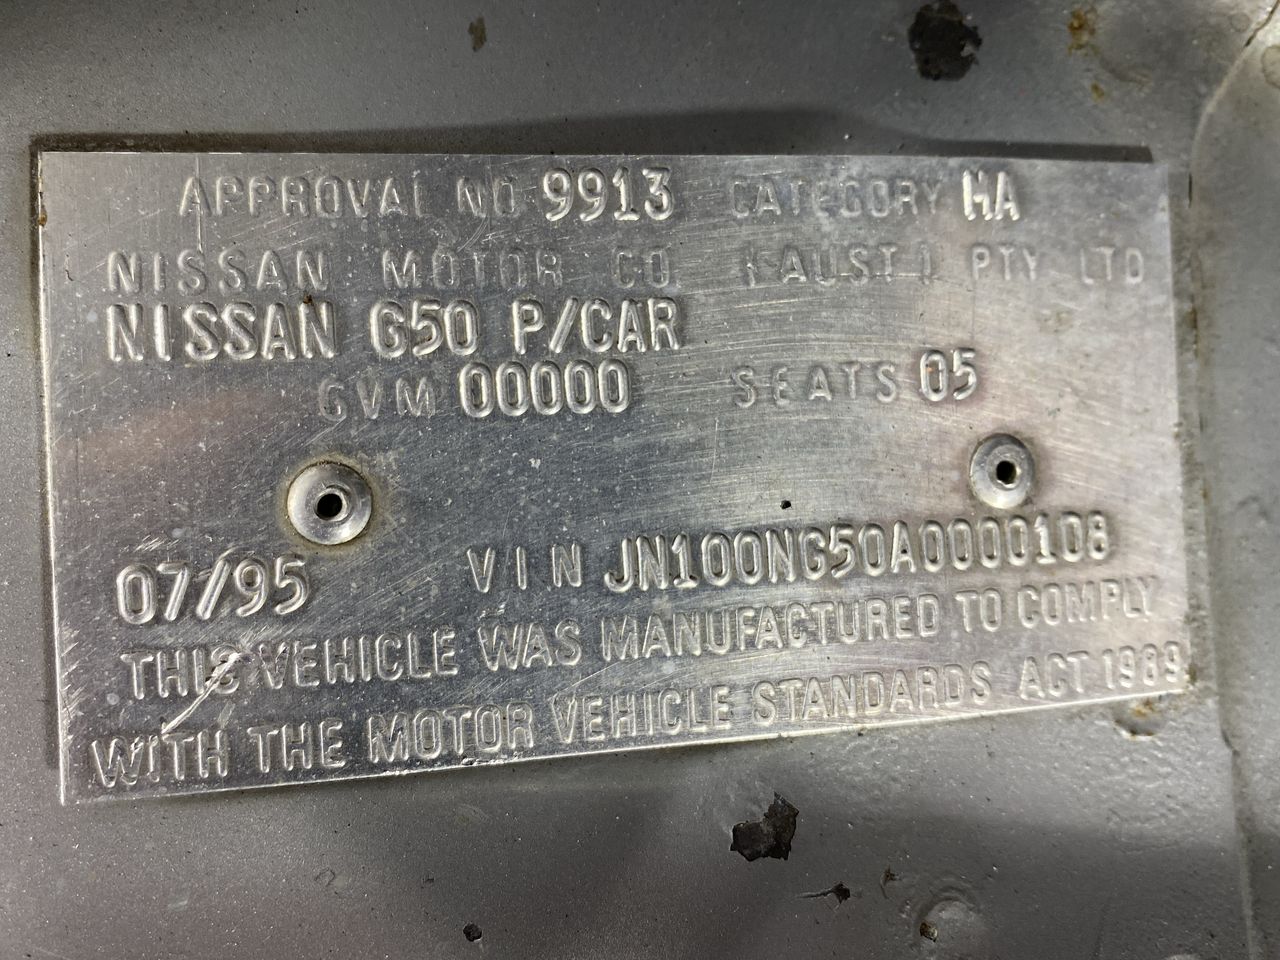 APPROVAL NO 9913 CATEGORY MA
NISSAN MOTOR CO. (AUST) PTY LTD
NISSAN G50 P/CAR
GVM 00000 SEATS 05
07/95 VIN JN100NG50A0000108
THIS VEHICLE WAS MANUFACTURED TO COMPLY
WITH THE MOTOR VEHICLE STANDARDS ACT 1989